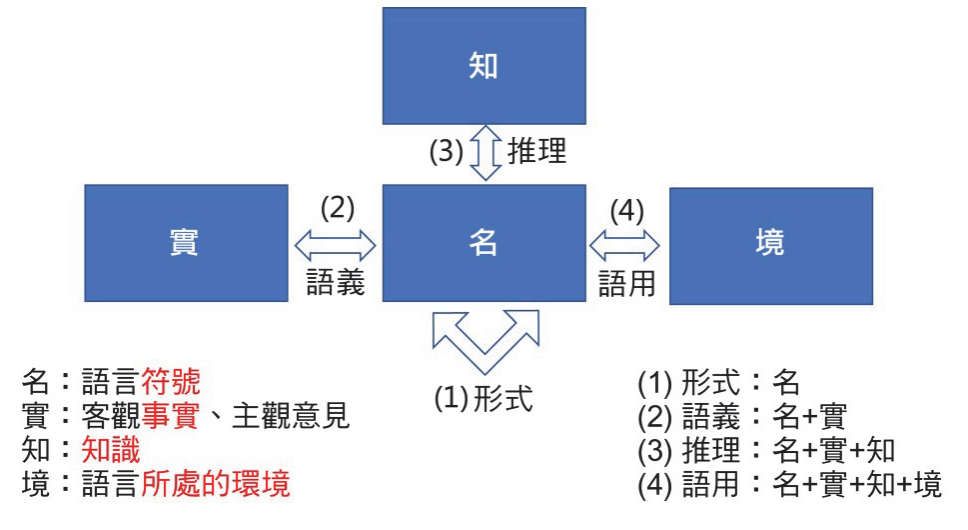 知
(3) 推理
實
(2)
語義
名
(4)
語用
境
(1)形式
名：語言符號
實：客觀事實、主觀意見
知：知識
境：語言所處的環境
(1) 形式：名
(2) 語義：名+實
(3) 推理：名+實+知
(4) 語用：名+實+知+境